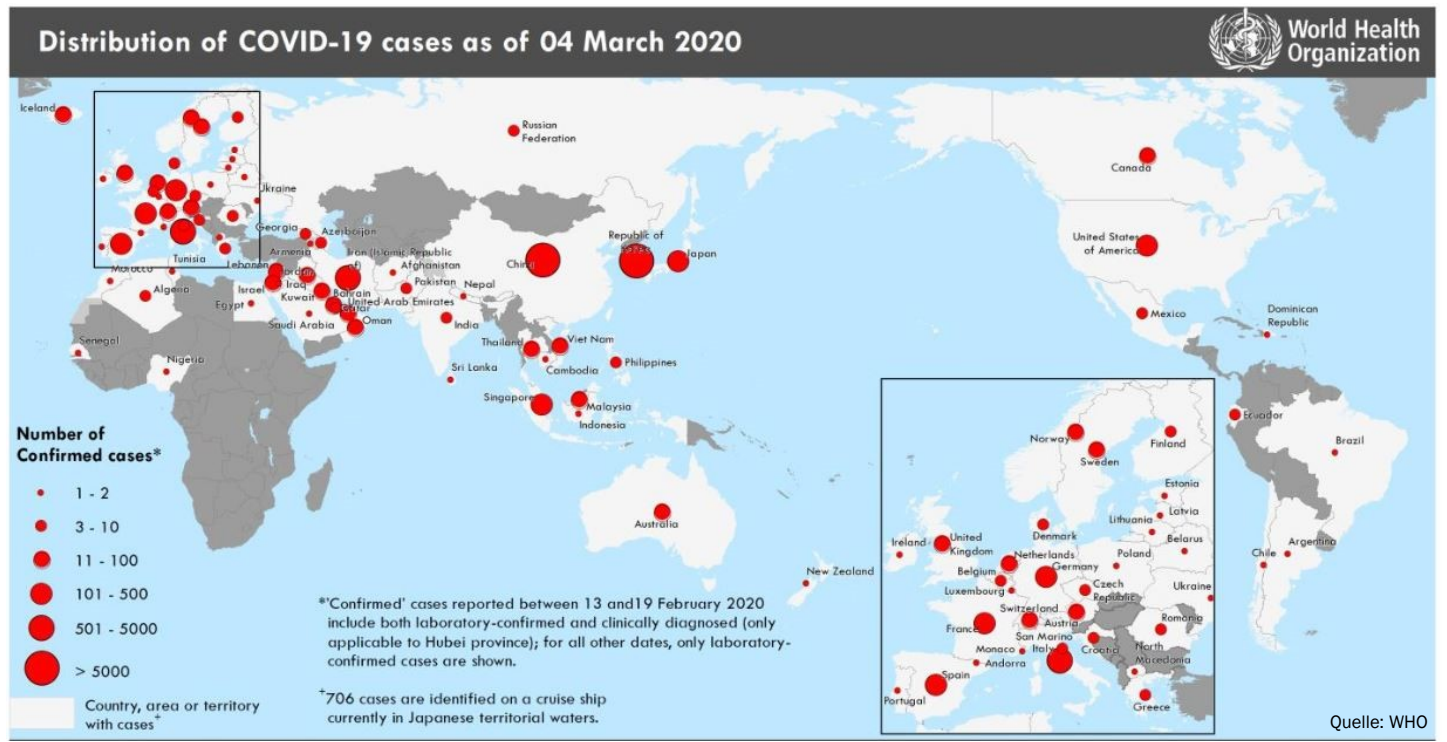 Distribution of COVID-19 cases as of 04 March 2020
World Health
Organization
Iceland
Russian
Federation
Canada
Ukraine
Georgia
Azerbaijan
Republic of
Korea
Japan
United States
of America
Tunisia
Armenia
Iran (Islamic Republic
of)
Afghanistan
China
Morocco
Lebanon
Jordan
Algeria
Israel
Iraq
Pakistan
Nepal
Kuwait
Bahrain
Egypt
United Arab Emirates
Qatar
Mexico
Dominican
Republic
Saudi Arabia
Oman
India
Thailand
Viet Nam
Senegal
Nigeria
Philippines
Sri Lanka
Cambodia
Singapore
Malaysia
Indonesia
Ecuador
Brazil
Australia
Argentina
Chile
New Zealand
Number of
Confirmed cases*
1 - 2
3 - 10
11 - 100
101 - 500
501 - 5000
> 5000
Country, area or territory
with cases+
*'Confirmed' cases reported between 13 and19 February 2020
include both laboratory-confirmed and clinically diagnosed (only
applicable to Hubei province); for all other dates, only laboratory-
confirmed cases are shown.
+706 cases are identified on a cruise ship
currently in Japanese territorial waters.
Norway
Finland
Sweden
Estonia
Latvia
Lithuania
Denmark
Belarus
Ireland
United
Kingdom
Netherlands
Poland
Belgium
Germany
Luxembourg
Czech
Republic
Ukraine
Switzerland
Austria
France
Romania
San Marino
Monaco
Italy
Croatia
North
Macedonia
Andorra
Spain
Portugal
Greece
Quelle: WHO